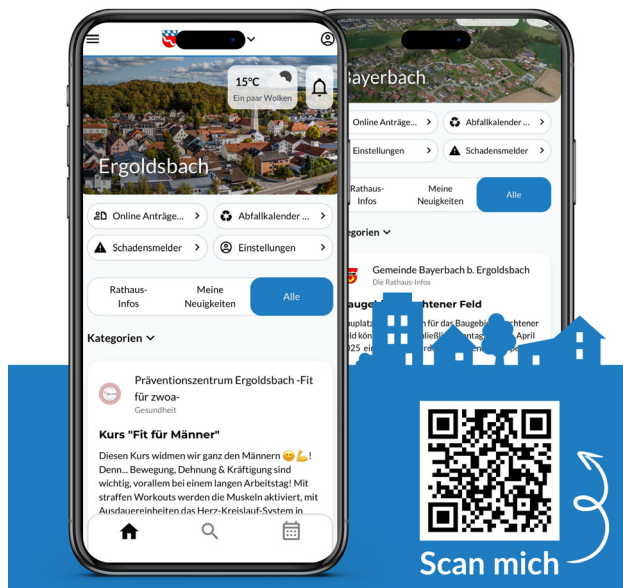 15°C
Ein paar Wolken
Ergoldsbach
Online Anträge...
Abfallkalender ...
Schadensmelder
Einstellungen
Rathaus-
Infos
Meine
Neuigkeiten
Alle
Kategorien
Präventionszentrum Ergoldsbach -Fit
für zwoa-
Gesundheit
Kurs "Fit für Männer"
Diesen Kurs widmen wir ganz den Männern 😊💪!
Denn... Bewegung, Dehnung & Kräftigung sind
wichtig, vorallem bei einem langen Arbeitstag! Mit
straffen Workouts werden die Muskeln aktiviert, mit
Ausdauereinheiten das Herz-Kreislauf-System in
Bayerbach
Online Anträge...
Abfallkalender ...
Einstellungen
Schadensmelder
Rathaus-
Infos
Meine
Neuigkeiten
Alle
Gemeinde Bayerbach b. Ergoldsbach
Die Rathaus-Infos
für das Baugebiet
April
Scan mich